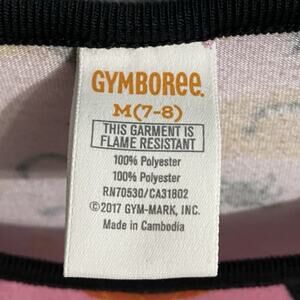 GYMBOREE.
M(7-8)
THIS GARMENT IS
FLAME RESISTANT
100% Polyester
100% Polyester
RN70530/CA31802
©2017 GYM-MARK, INC.
Made in Cambodia